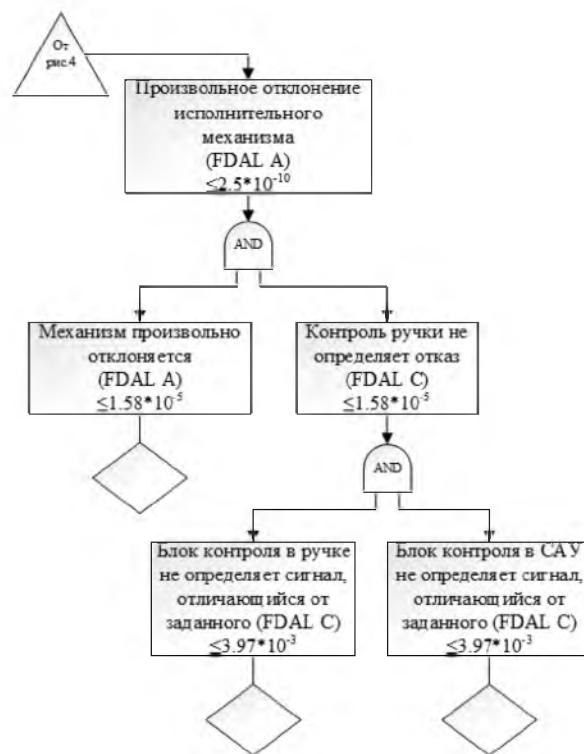 От
рис.4
Произвольное отклонение
исполнительного
механизма
(FDAL A)
≤2.5*10⁻¹⁰
AND
Механизм произвольно
отклоняется
(FDAL A)
≤1.58*10⁻⁵
Контроль ручки не
определяет отказ
(FDAL C)
≤1.58*10⁻⁵
AND
Блок контроля в ручке
не определяет сигнал,
отличающийся от
заданного (FDAL C)
≤3.97*10⁻³
Блок контроля в САУ
не определяет сигнал,
отличающийся от
заданного (FDAL C)
≤3.97*10⁻³